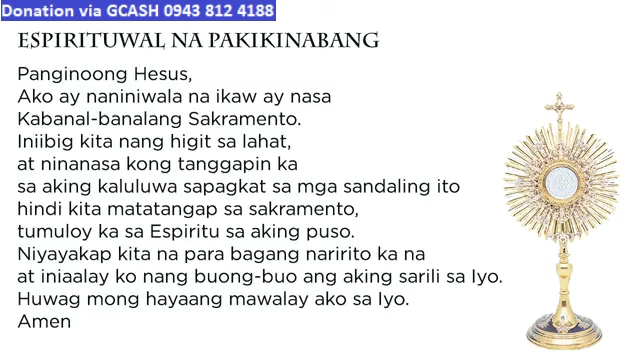 Donation via GCASH 0943 812 4188
ESPIRITUWAL NA PAKIKINABANG
Panginoong Hesus,
Ako ay naniniwala na ikaw ay nasa
Kabanal-banalang Sakramento.
Iniibig kita nang higit sa lahat,
at ninanasa kong tanggapin ka
sa aking kaluluwa sapagkat sa mga sandaling ito
hindi kita matatangap sa sakramento,
tumuloy ka sa Espiritu sa aking puso.
Niyayakap kita na para bagang naririto ka na
at iniaalay ko nang buong-buo ang aking sarili sa Iyo.
Huwag mong hayaang mawalay ako sa Iyo.
Amen